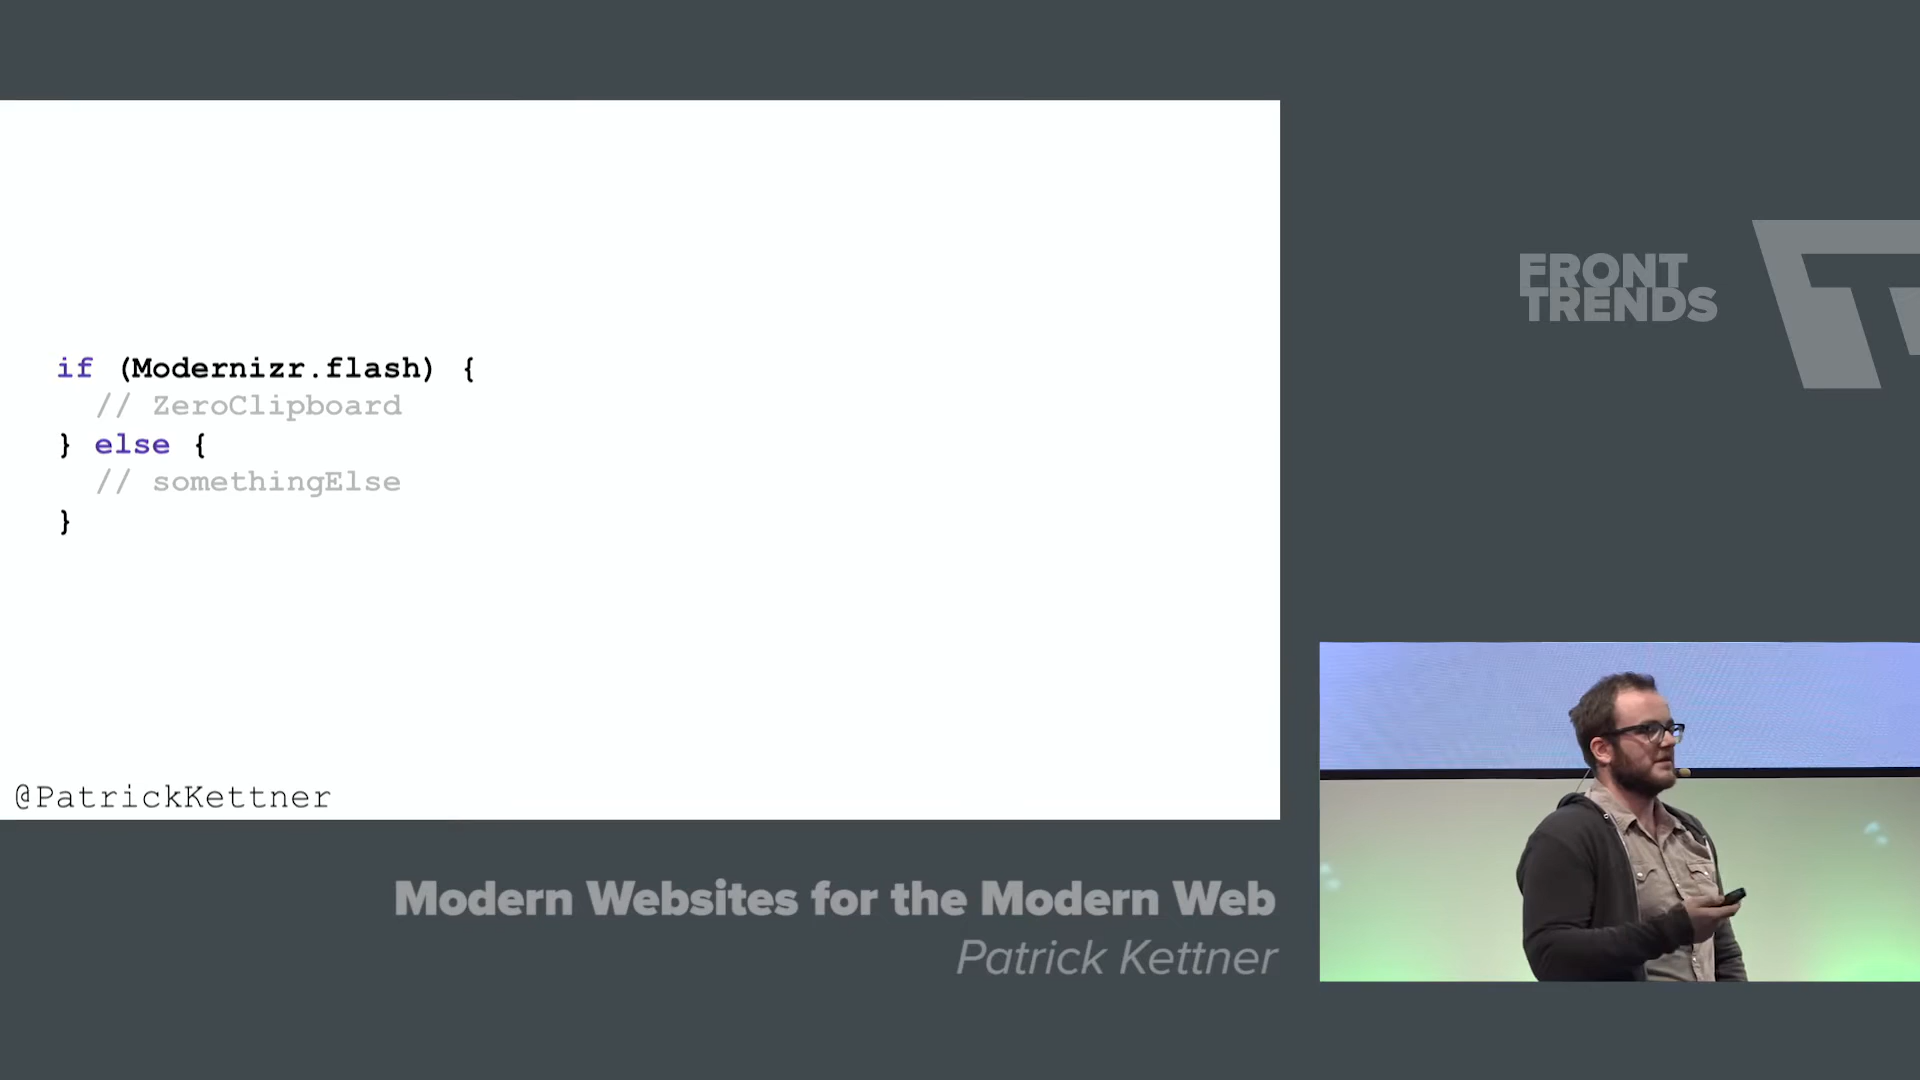 if (Modernizr.flash) {
// ZeroClipboard
} else {
// somethingElse
}
@PatrickKettner
FRONT
TRENDS
Modern Websites for the Modern Web
Patrick Kettner